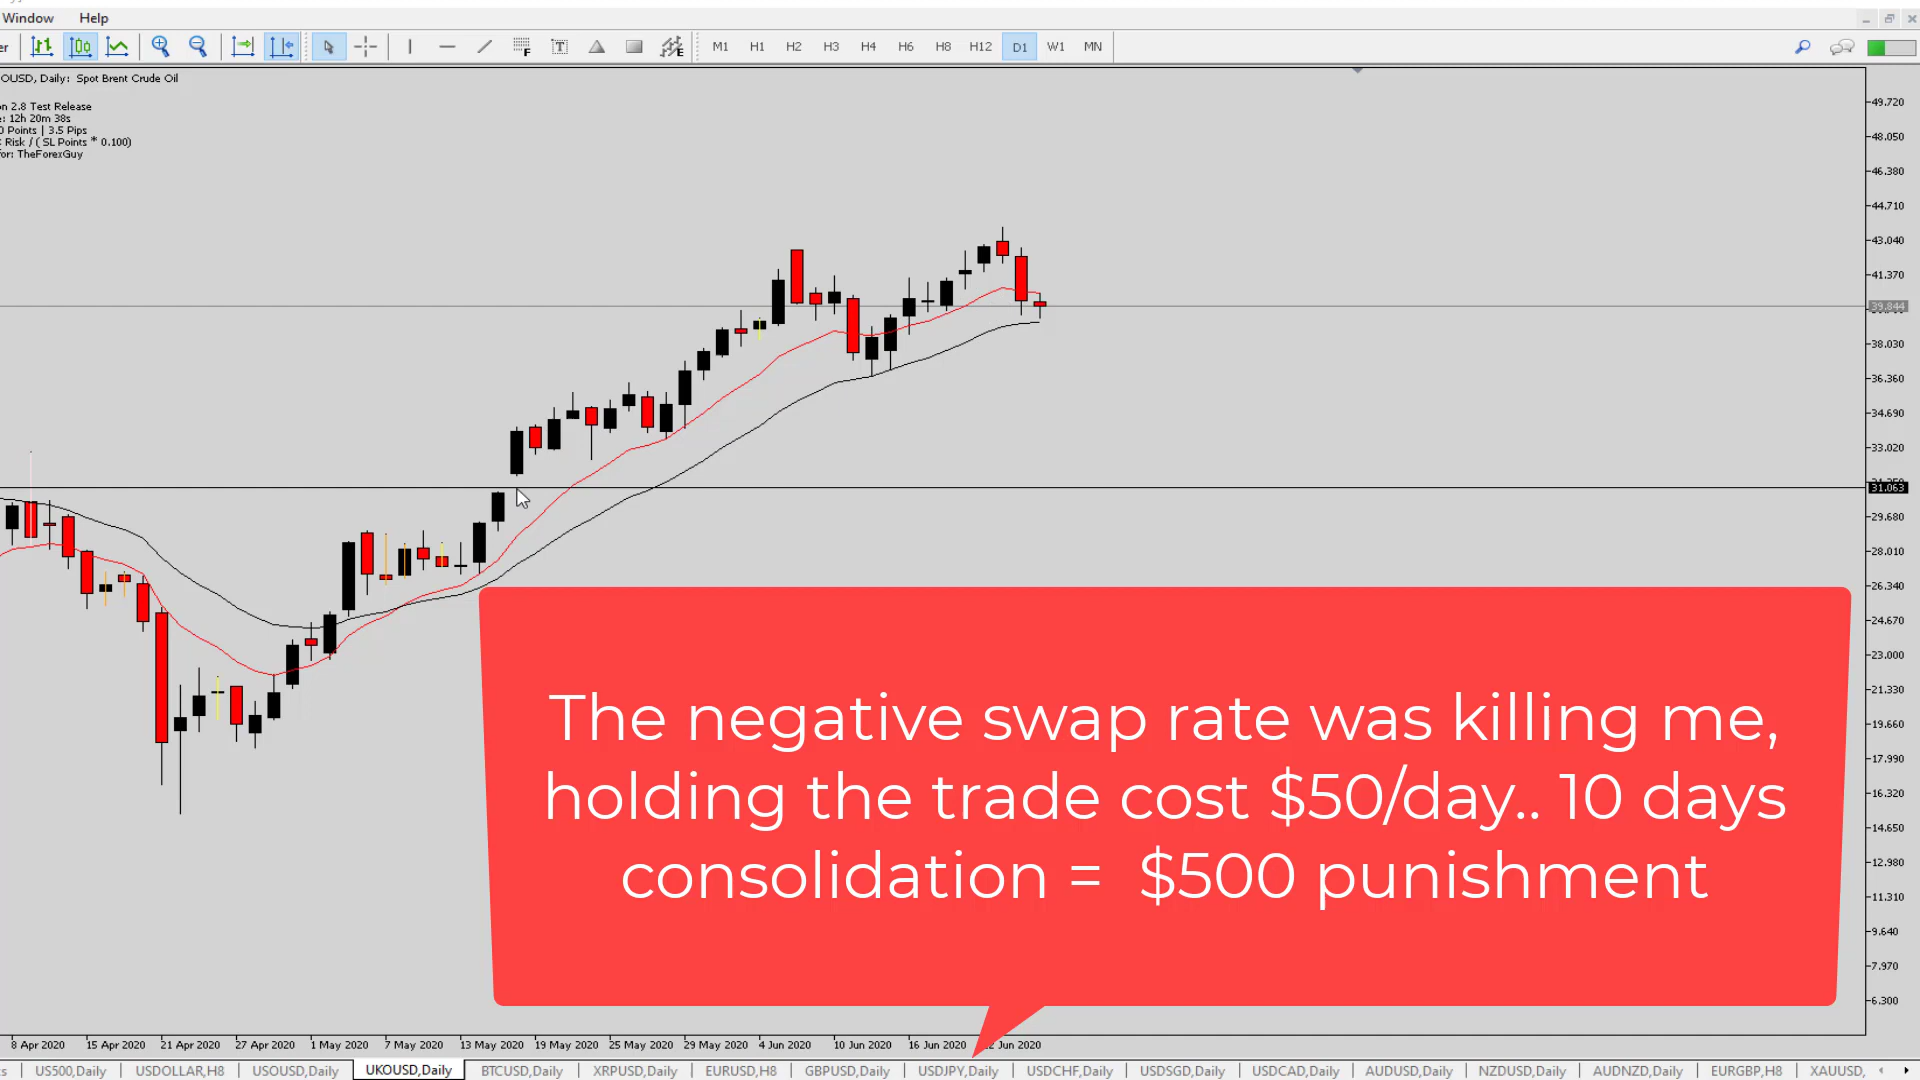 Window Help
er M1 H1 H2 H3 H4 H6 H8 H12 D1 W1 MN
OUSD, Daily: Spot Brent Crude Oil
n 2.8 Test Release
e: 12h 20m 38s
0 Points | 3.5 Pips
Risk / ( SL Points * 0.100)
for: TheForexGuy
49.720
48.050
46.380
44.710
43.040
41.370
39.844
38.030
36.360
34.690
33.020
31.063
29.680
28.010
26.340
24.670
23.000
21.330
19.660
17.990
16.320
14.650
12.980
11.310
9.640
7.970
6.300
The negative swap rate was killing me,
holding the trade cost $50/day.. 10 days
consolidation = $500 punishment
8 Apr 2020 15 Apr 2020 21 Apr 2020 27 Apr 2020 1 May 2020 7 May 2020 13 May 2020 19 May 2020 25 May 2020 29 May 2020 4 Jun 2020 10 Jun 2020 16 Jun 2020 2 Jun 2020
s US500,Daily USDOLLAR,H8 USOUSD,Daily UKOUSD,Daily BTCUSD,Daily XRPUSD,Daily EURUSD,H8 GBPUSD,Daily USDJPY,Daily USDCHF,Daily USDSGD,Daily USDCAD,Daily AUDUSD,Daily NZDUSD,Daily AUDNZD,Daily EURGBP,H8 XAUUSD,